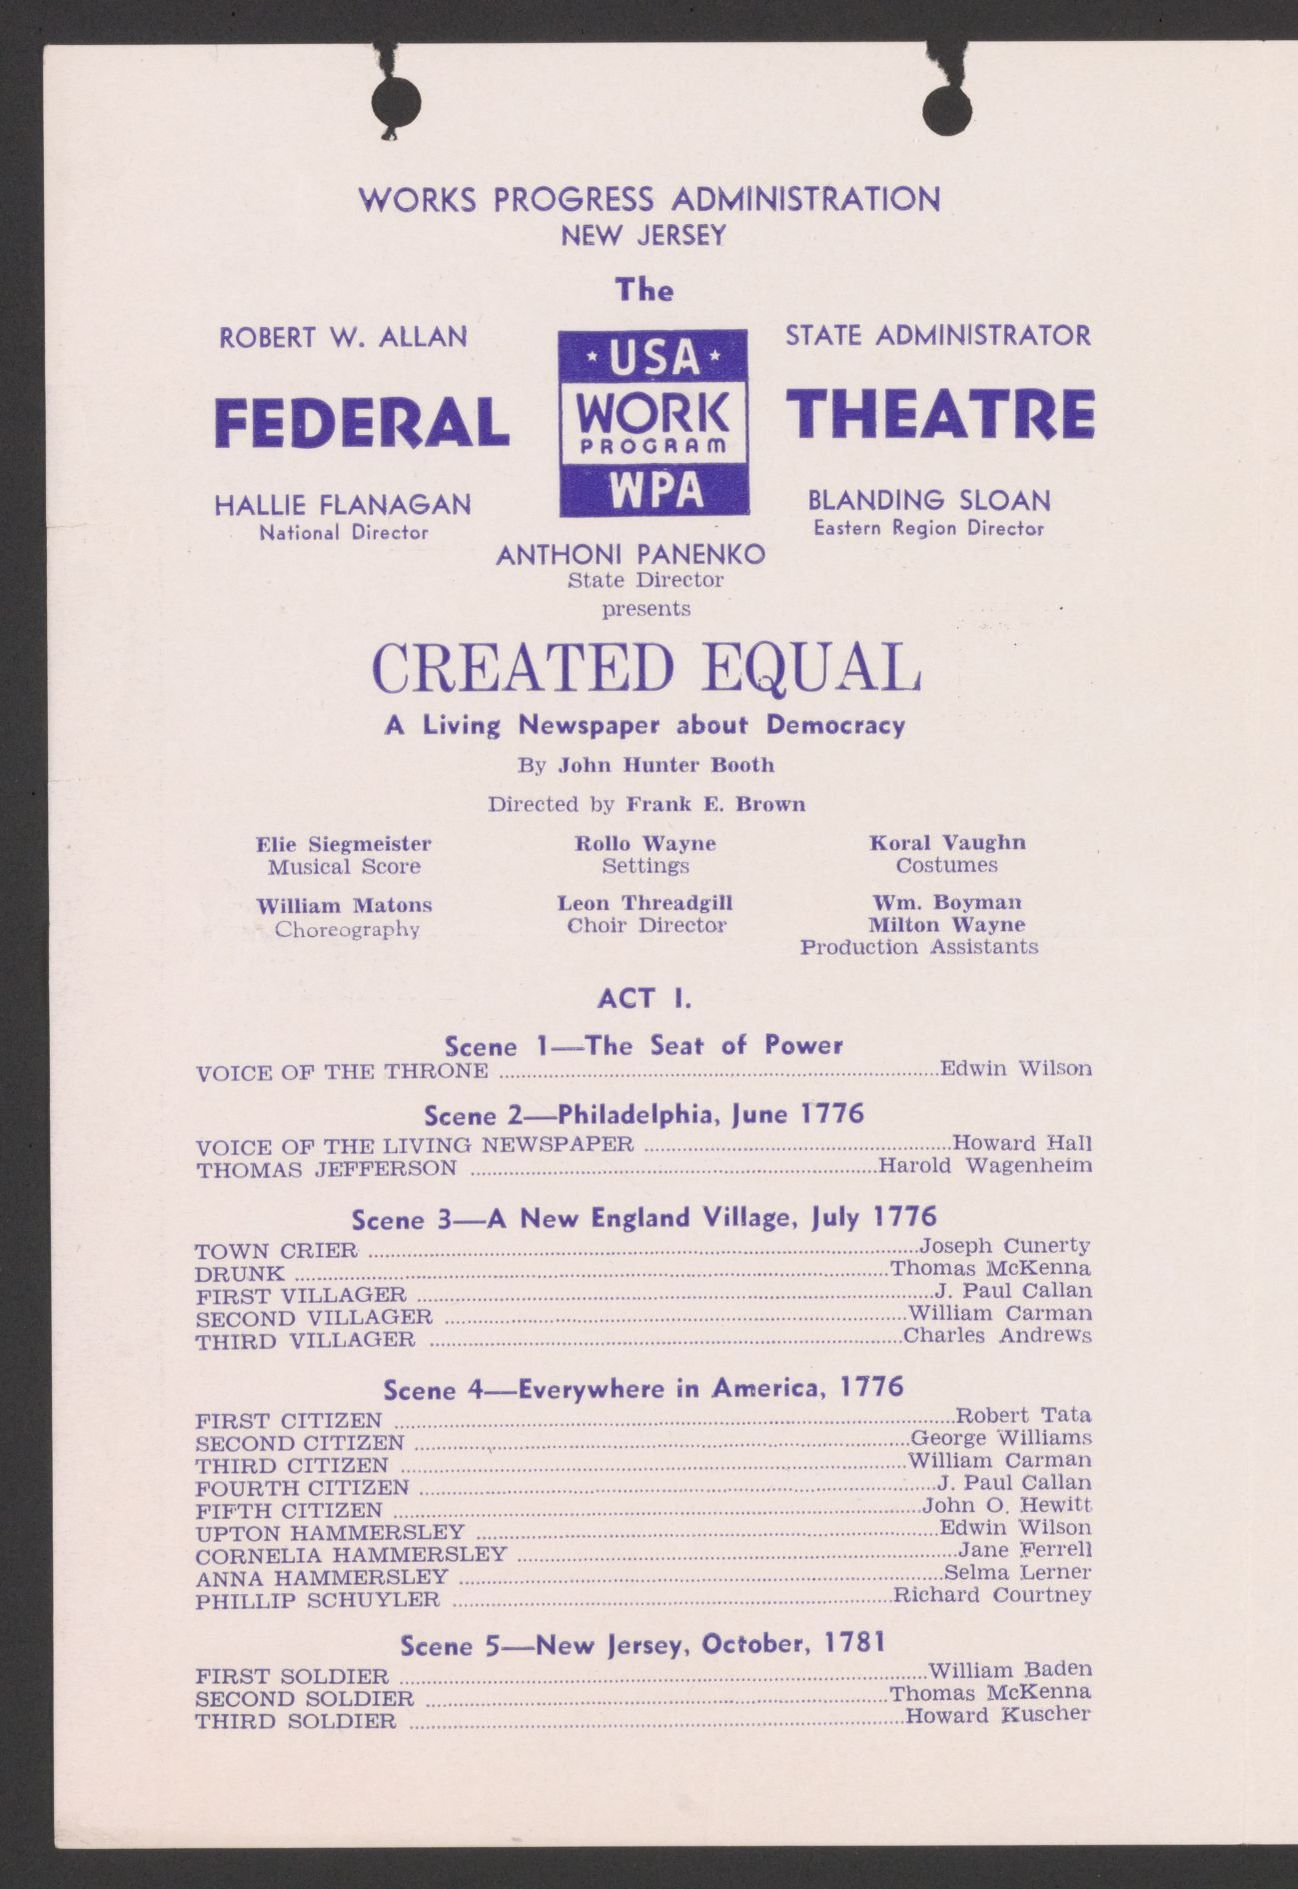 WORKS PROGRESS ADMINISTRATION
NEW JERSEY
The
ROBERT W. ALLAN
STATE ADMINISTRATOR
FEDERAL
★ USA ★
WORK
PROGRAM
WPA
THEATRE
HALLIE FLANAGAN
National Director
BLANDING SLOAN
Eastern Region Director
ANTHONI PANENKO
State Director
presents
CREATED EQUAL
A Living Newspaper about Democracy
By John Hunter Booth
Directed by Frank E. Brown
Elie Siegmeister
Musical Score
Rollo Wayne
Settings
Koral Vaughn
Costumes
William Matons
Choreography
Leon Threadgill
Choir Director
Wm. Boyman
Milton Wayne
Production Assistants
ACT I.
Scene 1—The Seat of Power
VOICE OF THE THRONE ........ Edwin Wilson
Scene 2—Philadelphia, June 1776
VOICE OF THE LIVING NEWSPAPER ........ Howard Hall
THOMAS JEFFERSON ........ Harold Wagenheim
Scene 3—A New England Village, July 1776
TOWN CRIER ........ Joseph Cunerty
DRUNK ........ Thomas McKenna
FIRST VILLAGER ........ J. Paul Callan
SECOND VILLAGER ........ William Carman
THIRD VILLAGER ........ Charles Andrews
Scene 4—Everywhere in America, 1776
FIRST CITIZEN ........ Robert Tata
SECOND CITIZEN ........ George Williams
THIRD CITIZEN ........ William Carman
FOURTH CITIZEN ........ J. Paul Callan
FIFTH CITIZEN ........ John O. Hewitt
UPTON HAMMERSLEY ........ Edwin Wilson
CORNELIA HAMMERSLEY ........ Jane Ferrell
ANNA HAMMERSLEY ........ Selma Lerner
PHILLIP SCHUYLER ........ Richard Courtney
Scene 5—New Jersey, October, 1781
FIRST SOLDIER ........ William Baden
SECOND SOLDIER ........ Thomas McKenna
THIRD SOLDIER ........ Howard Kuscher